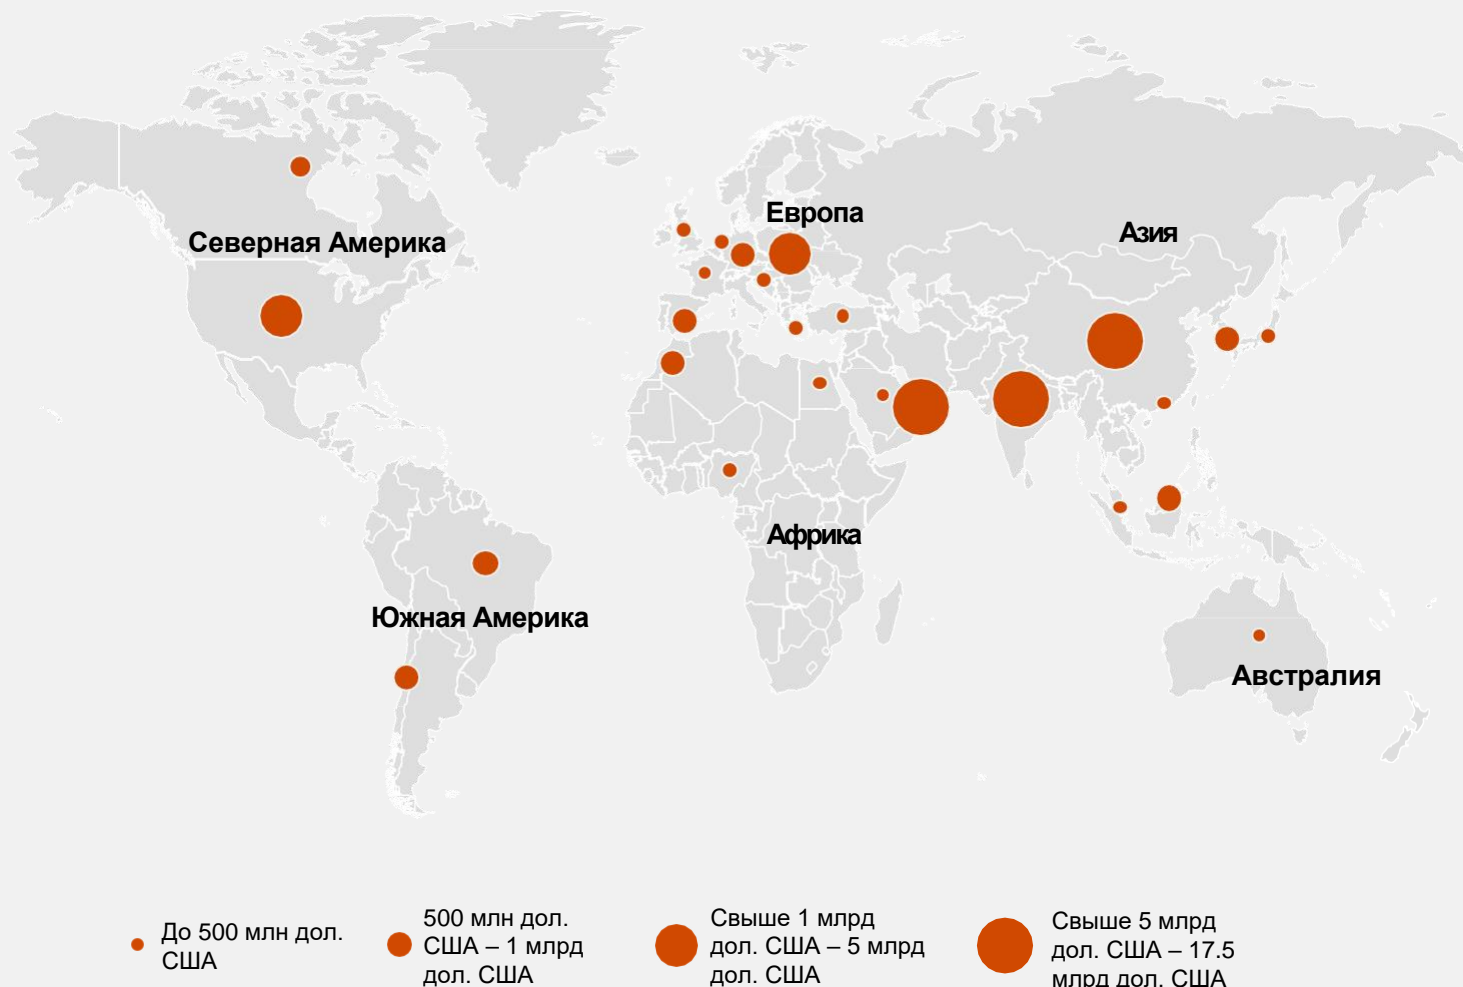 Европа
Азия
Северная Америка
Африка
Южная Америка
Австралия
До 500 млн дол.
США
500 млн дол.
США – 1 млрд
дол. США
Свыше 1 млрд
дол. США – 5 млрд
дол. США
Свыше 5 млрд
дол. США – 17.5
млрд дол. США